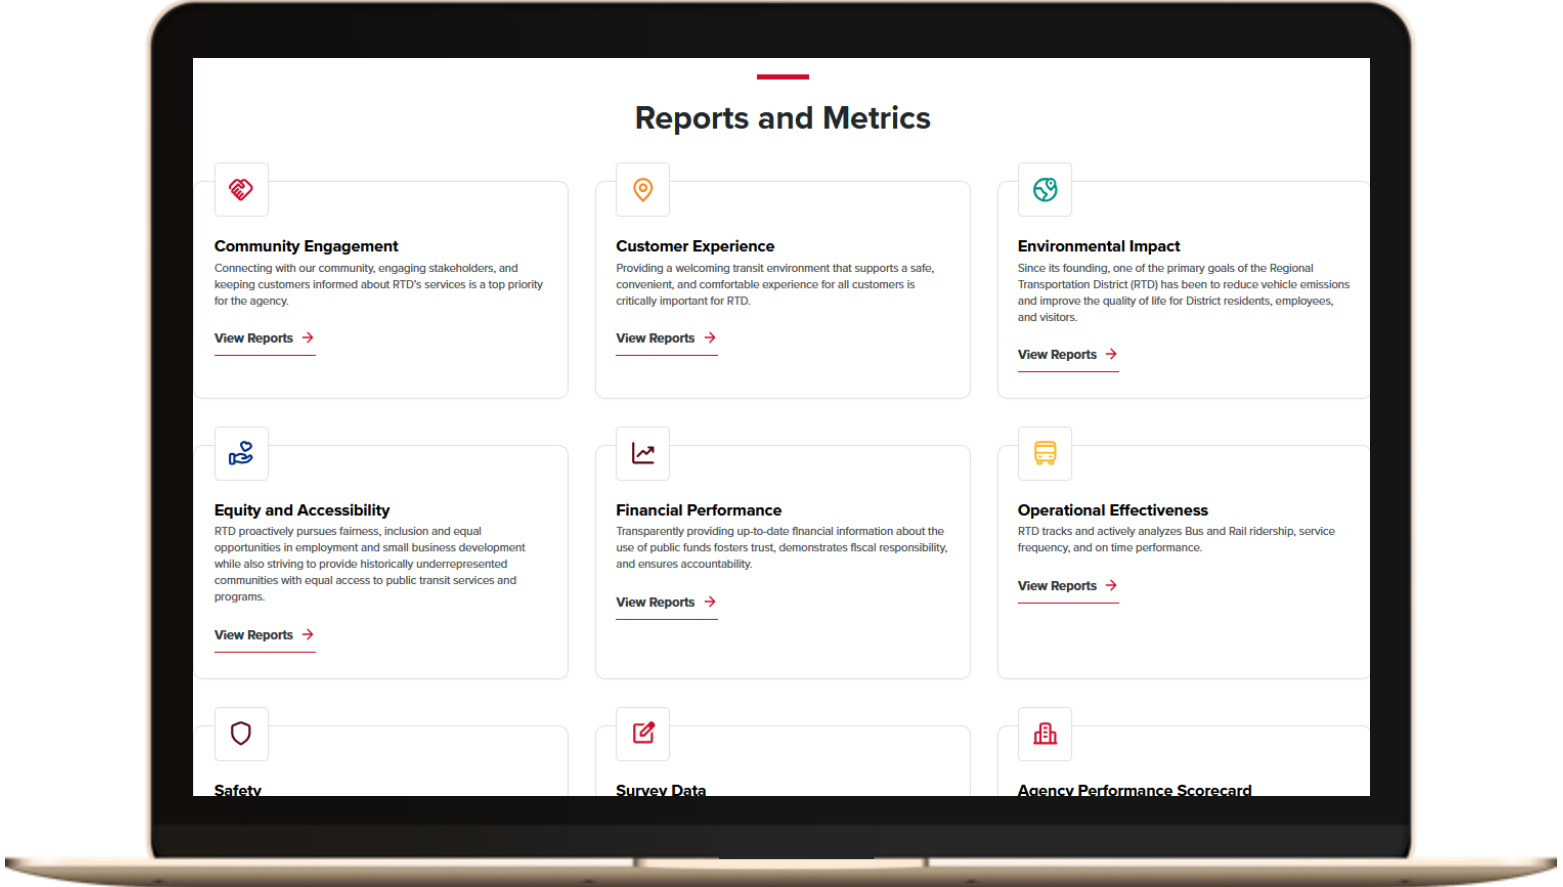 Reports and Metrics
Community Engagement
Connecting with our community, engaging stakeholders, and
keeping customers informed about RTD's services is a top priority
for the agency.
View Reports
Customer Experience
Providing a welcoming transit environment that supports a safe,
convenient, and comfortable experience for all customers is
critically important for RTD.
View Reports
Environmental Impact
Since its founding, one of the primary goals of the Regional
Transportation District (RTD) has been to reduce vehicle emissions
and improve the quality of life for District residents, employees,
and visitors.
View Reports
Equity and Accessibility
RTD proactively pursues fairness, inclusion and equal
opportunities in employment and small business development
while also striving to provide historically underrepresented
communities with equal access to public transit services and
programs.
View Reports
Financial Performance
Transparently providing up-to-date financial information about the
use of public funds fosters trust, demonstrates fiscal responsibility,
and ensures accountability.
View Reports
Operational Effectiveness
RTD tracks and actively analyzes Bus and Rail ridership, service
frequency, and on time performance.
View Reports
Safety
Survey Data
Agency Performance Scorecard